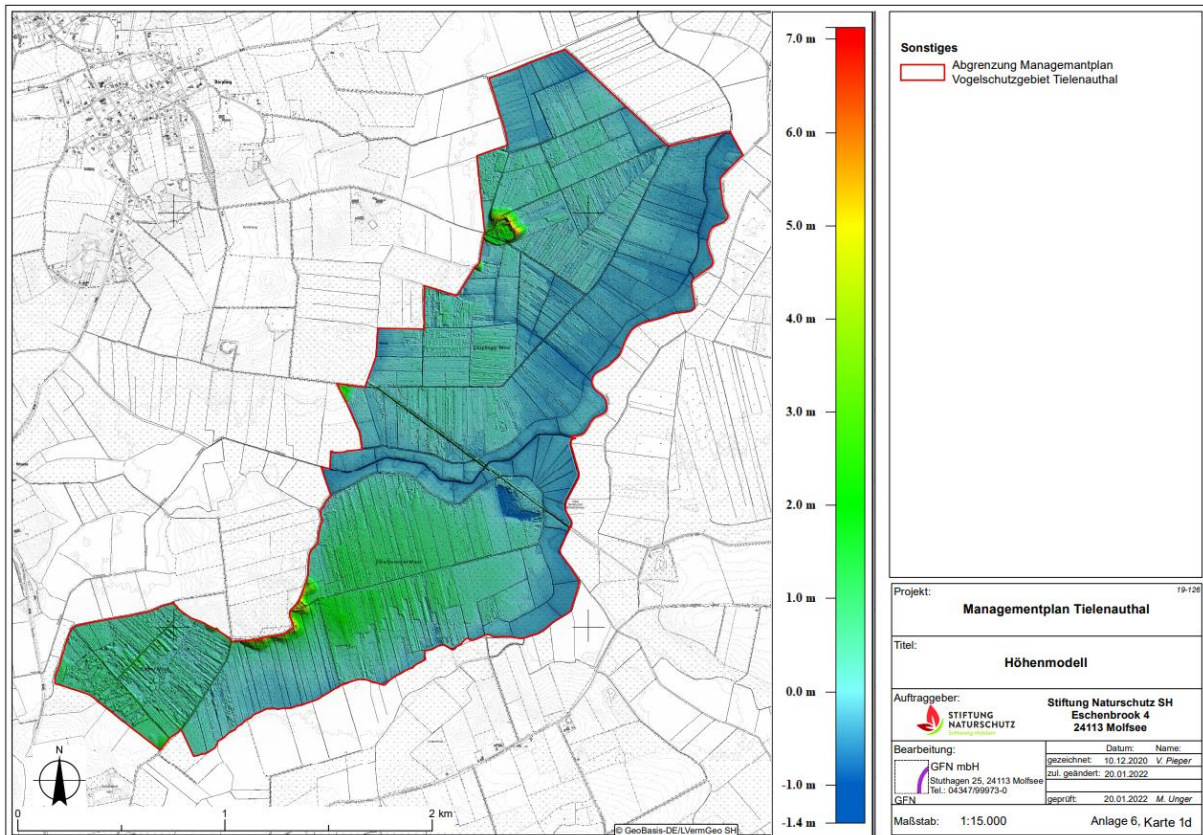 7.0 m
6.0 m
5.0 m
4.0 m
3.0 m
2.0 m
1.0 m
0.0 m
-1.0 m
-1.4 m
N
0
1
2 km
© GeoBasis-DE/LVermGeo SH
Sonstiges
Abgrenzung Managemantplan
Vogelschutzgebiet Tielenauthal
Projekt:
19-126
Managementplan Tielenauthal
Titel:
Höhenmodell
Auftraggeber:
STIFTUNG
NATURSCHUTZ
Schleswig-Holstein
Stiftung Naturschutz SH
Eschenbrook 4
24113 Molfsee
Bearbeitung:
GFN
GFN mbH
Stuthagen 25, 24113 Molfsee
Tel.: 04347/99973-0
Datum: Name:
gezeichnet: 10.12.2020 V. Pieper
zul. geändert: 20.01.2022
geprüft: 20.01.2022 M. Unger
Maßstab: 1:15.000
Anlage 6, Karte 1d